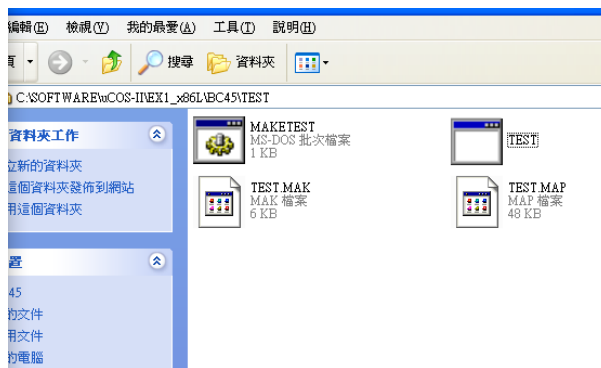 編輯(E) 檢視(V) 我的最愛(A) 工具(T) 說明(H)
頁 搜尋 資料夾
C:\SOFTWARE\uCOS-II\EX1_x86L\BC45\TEST
資料夾工作
立新的資料夾
這個資料夾發佈到網站
用這個資料夾
置
45
的文件
用文件
的電腦
MAKETEST
MS-DOS 批次檔案
1 KB
TEST
TEST.MAK
MAK 檔案
6 KB
TEST.MAP
MAP 檔案
48 KB